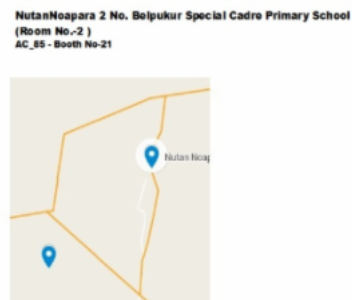 NutanNoapara 2 No. Belpukur Special Cadre Primary School
(Room No.-2 )
AC_85 - Booth No-21
Nutan Noap